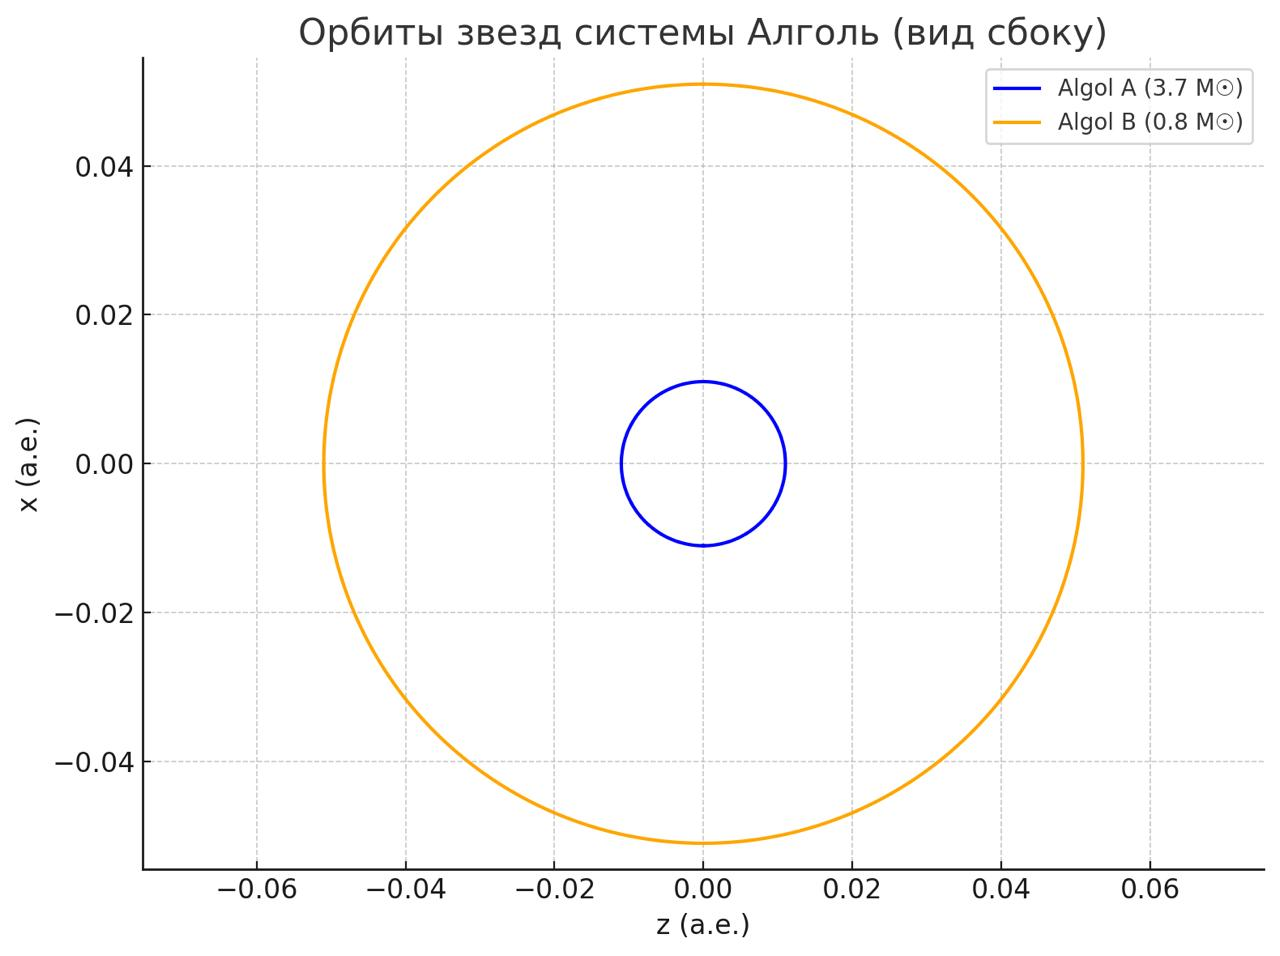 Орбиты звезд системы Алголь (вид сбоку)
Algol A (3.7 M☉)
Algol B (0.8 M☉)
0.04
0.02
0.00
−0.02
−0.04
x (а.е.)
−0.06 −0.04 −0.02 0.00 0.02 0.04 0.06
z (а.е.)